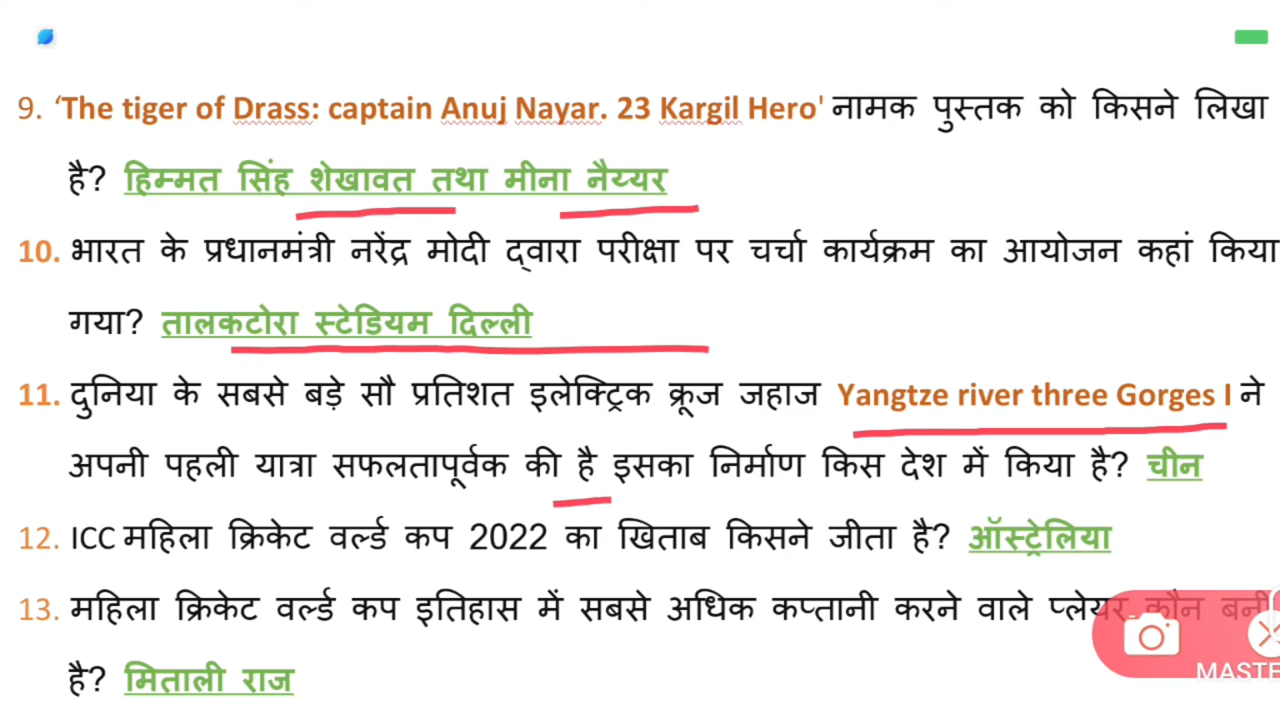 9. ‘The tiger of Drass: captain Anuj Nayar. 23 Kargil Hero' नामक पुस्तक को किसने लिखा
है? हिम्मत सिंह शेखावत तथा मीना नैय्यर
10. भारत के प्रधानमंत्री नरेंद्र मोदी द्वारा परीक्षा पर चर्चा कार्यक्रम का आयोजन कहां किया
गया? तालकटोरा स्टेडियम दिल्ली
11. दुनिया के सबसे बड़े सौ प्रतिशत इलेक्ट्रिक क्रूज जहाज Yangtze river three Gorges I ने
अपनी पहली यात्रा सफलतापूर्वक की है इसका निर्माण किस देश में किया है? चीन
12. ICC महिला क्रिकेट वर्ल्ड कप 2022 का खिताब किसने जीता है? ऑस्ट्रेलिया
13. महिला क्रिकेट वर्ल्ड कप इतिहास में सबसे अधिक कप्तानी करने वाले प्लेयर कौन बनी
है? मिताली राज
MASTE